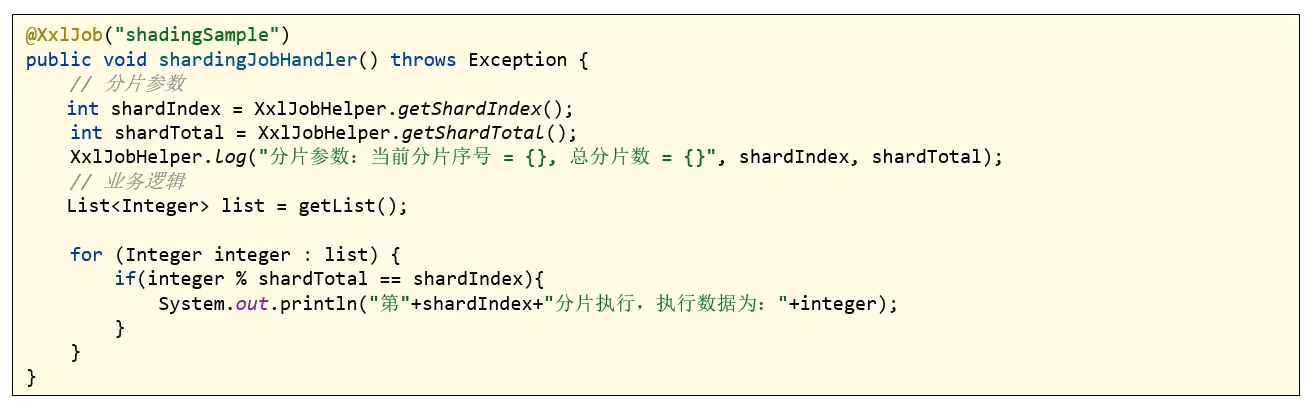 @XxlJob("shadingSample")
public void shardingJobHandler() throws Exception {
// 分片参数
int shardIndex = XxlJobHelper.getShardIndex();
int shardTotal = XxlJobHelper.getShardTotal();
XxlJobHelper.log("分片参数：当前分片序号 = {}, 总分片数 = {}", shardIndex, shardTotal);
// 业务逻辑
List<Integer> list = getList();
for (Integer integer : list) {
if(integer % shardTotal == shardIndex){
System.out.println("第"+shardIndex+"分片执行，执行数据为："+integer);
}
}
}